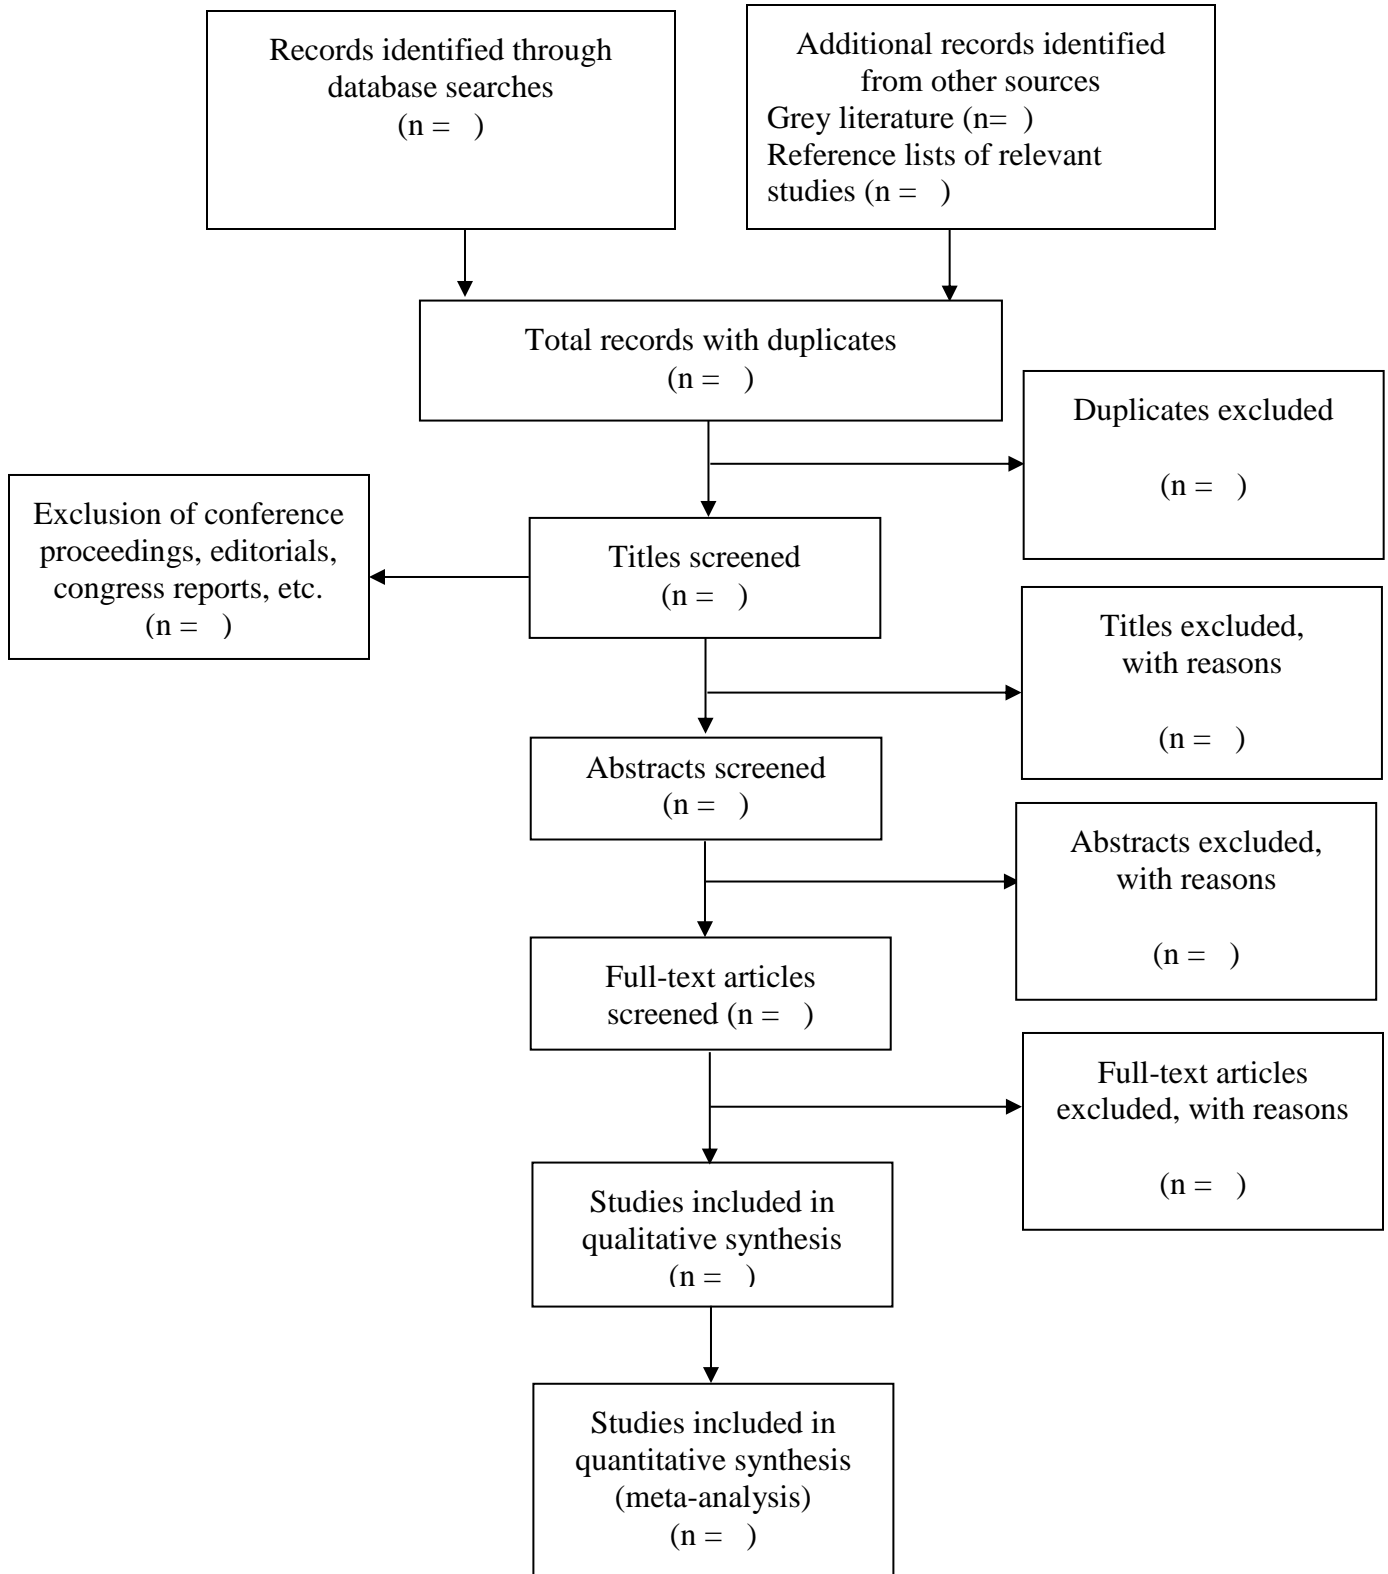 Records identified through
database searches
(n =   )
Additional records identified
from other sources
Grey literature (n=  )
Reference lists of relevant
studies (n =   )
Total records with duplicates
(n =   )
Duplicates excluded
(n =   )
Exclusion of conference
proceedings, editorials,
congress reports, etc.
(n =   )
Titles screened
(n =   )
Titles excluded,
with reasons
(n =   )
Abstracts screened
(n =   )
Abstracts excluded,
with reasons
(n =   )
Full-text articles
screened (n =   )
Full-text articles
excluded, with reasons
(n =   )
Studies included in
qualitative synthesis
(n =   )
Studies included in
quantitative synthesis
(meta-analysis)
(n =   )